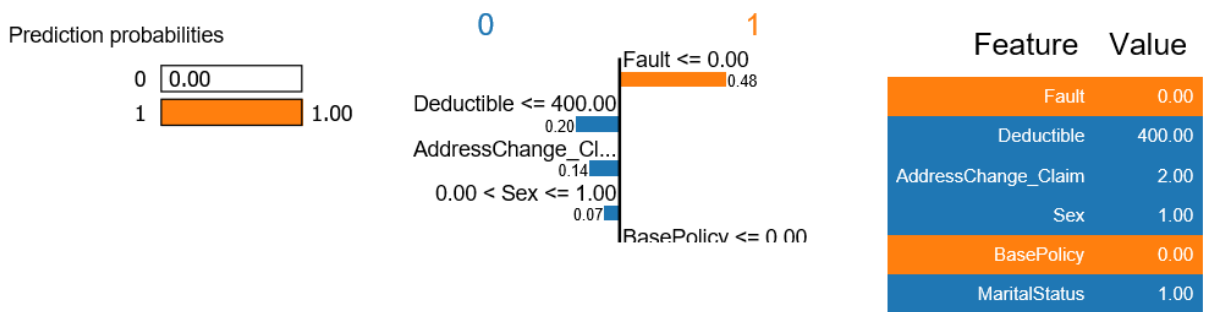 Prediction probabilities
0 0.00
1 1.00
0 1
Fault <= 0.00
0.48
Deductible <= 400.00
0.20
AddressChange_Cl...
0.14
0.00 < Sex <= 1.00
0.07
BasePolicy <= 0.00
Feature Value
Fault 0.00
Deductible 400.00
AddressChange_Claim 2.00
Sex 1.00
BasePolicy 0.00
MaritalStatus 1.00